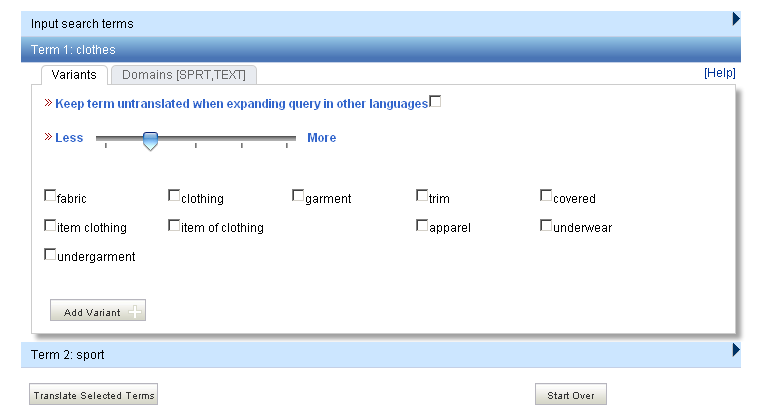 Input search terms
Term 1: clothes
Variants Domains [SPRT,TEXT] [Help]
» Keep term untranslated when expanding query in other languages
» Less More
fabric clothing garment trim covered
item clothing item of clothing apparel underwear
undergarment
Add Variant
Term 2: sport
Translate Selected Terms Start Over